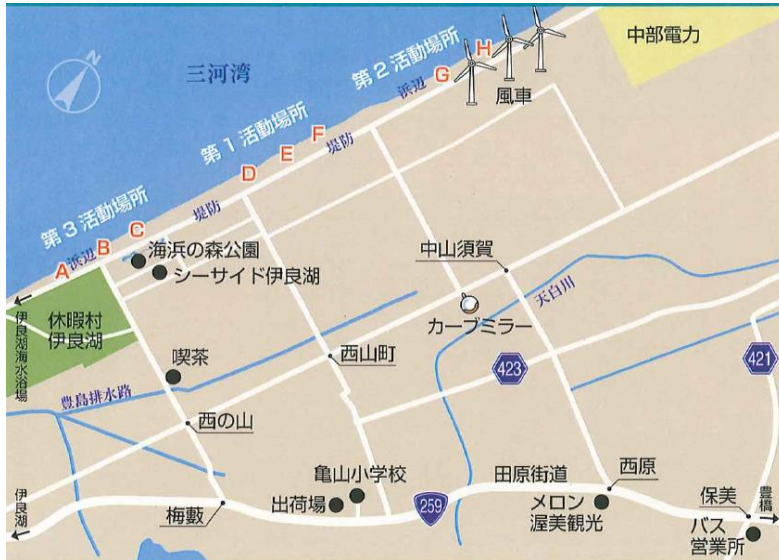 N
三河湾
中部電力
第2活動場所
G
H
浜辺
風車
第1活動場所
D
E
F
堤防
堤防
第3活動場所
A
B
C
浜辺
海浜の森公園
シーサイド伊良湖
中山須賀
天白川
カーブミラー
休暇村
伊良湖
伊良湖海水浴場
喫茶
西山町
423
421
豊島排水路
西の山
亀山小学校
出荷場
259
田原街道
西原
メロン
渥美観光
保美
豊橋
バス
営業所
梅藪
伊良湖